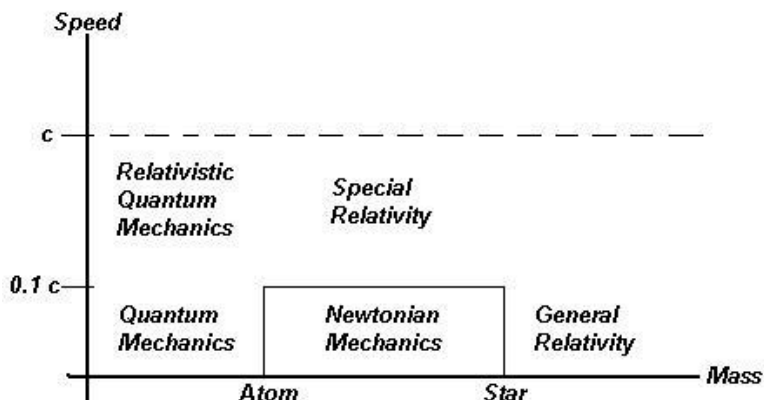 Speed
c
Relativistic
Quantum
Mechanics
Special
Relativity
0.1 c
Quantum
Mechanics
Newtonian
Mechanics
General
Relativity
Mass
Atom
Star